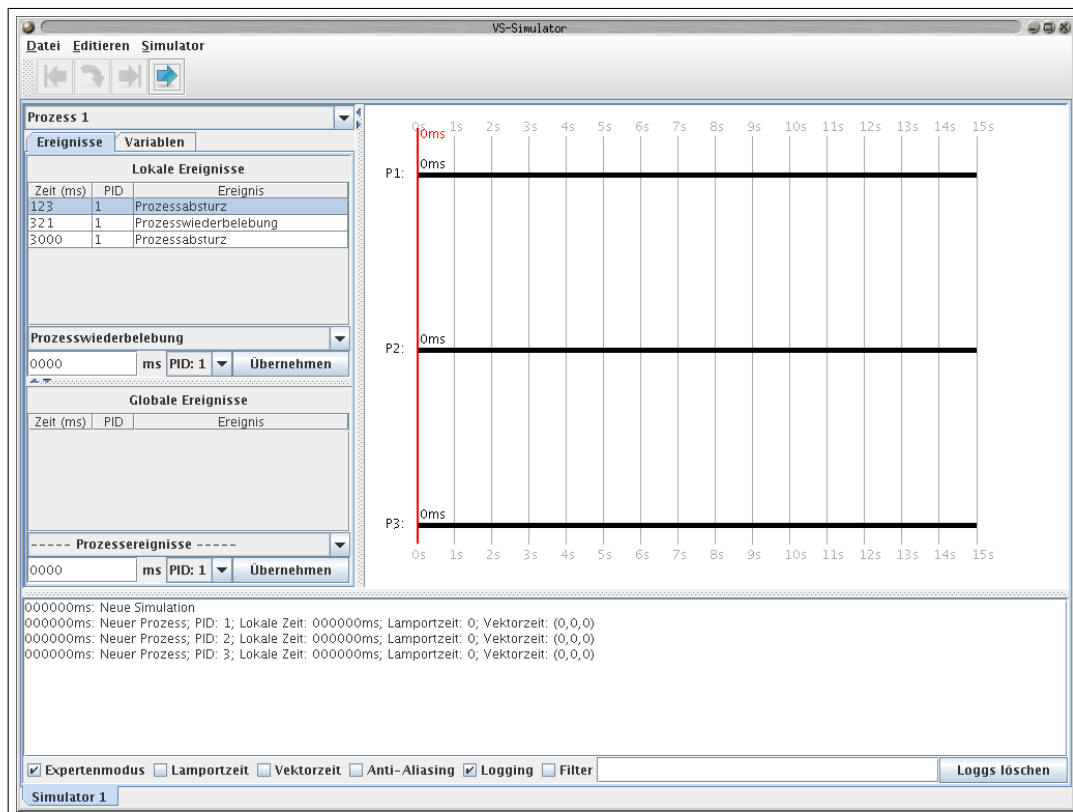 VS-Simulator
Datei Editieren Simulator
Prozess 1
Ereignisse Variablen
Lokale Ereignisse
Zeit (ms) PID Ereignis
123 1 Prozessabsturz
321 1 Prozesswiederbelebung
3000 1 Prozessabsturz
Prozesswiederbelebung
0000 ms PID: 1 Übernehmen
Globale Ereignisse
Zeit (ms) PID Ereignis
----- Prozessereignisse -----
0000 ms PID: 1 Übernehmen
0s 1s 2s 3s 4s 5s 6s 7s 8s 9s 10s 11s 12s 13s 14s 15s
0ms
0ms
P1:
0ms
P2:
0ms
P3:
0s 1s 2s 3s 4s 5s 6s 7s 8s 9s 10s 11s 12s 13s 14s 15s
000000ms: Neue Simulation
000000ms: Neuer Prozess; PID: 1; Lokale Zeit: 000000ms; Lamportzeit: 0; Vektorzeit: (0,0,0)
000000ms: Neuer Prozess; PID: 2; Lokale Zeit: 000000ms; Lamportzeit: 0; Vektorzeit: (0,0,0)
000000ms: Neuer Prozess; PID: 3; Lokale Zeit: 000000ms; Lamportzeit: 0; Vektorzeit: (0,0,0)
Expertenmodus Lamportzeit Vektorzeit Anti-Aliasing Logging Filter Loggs löschen
Simulator 1